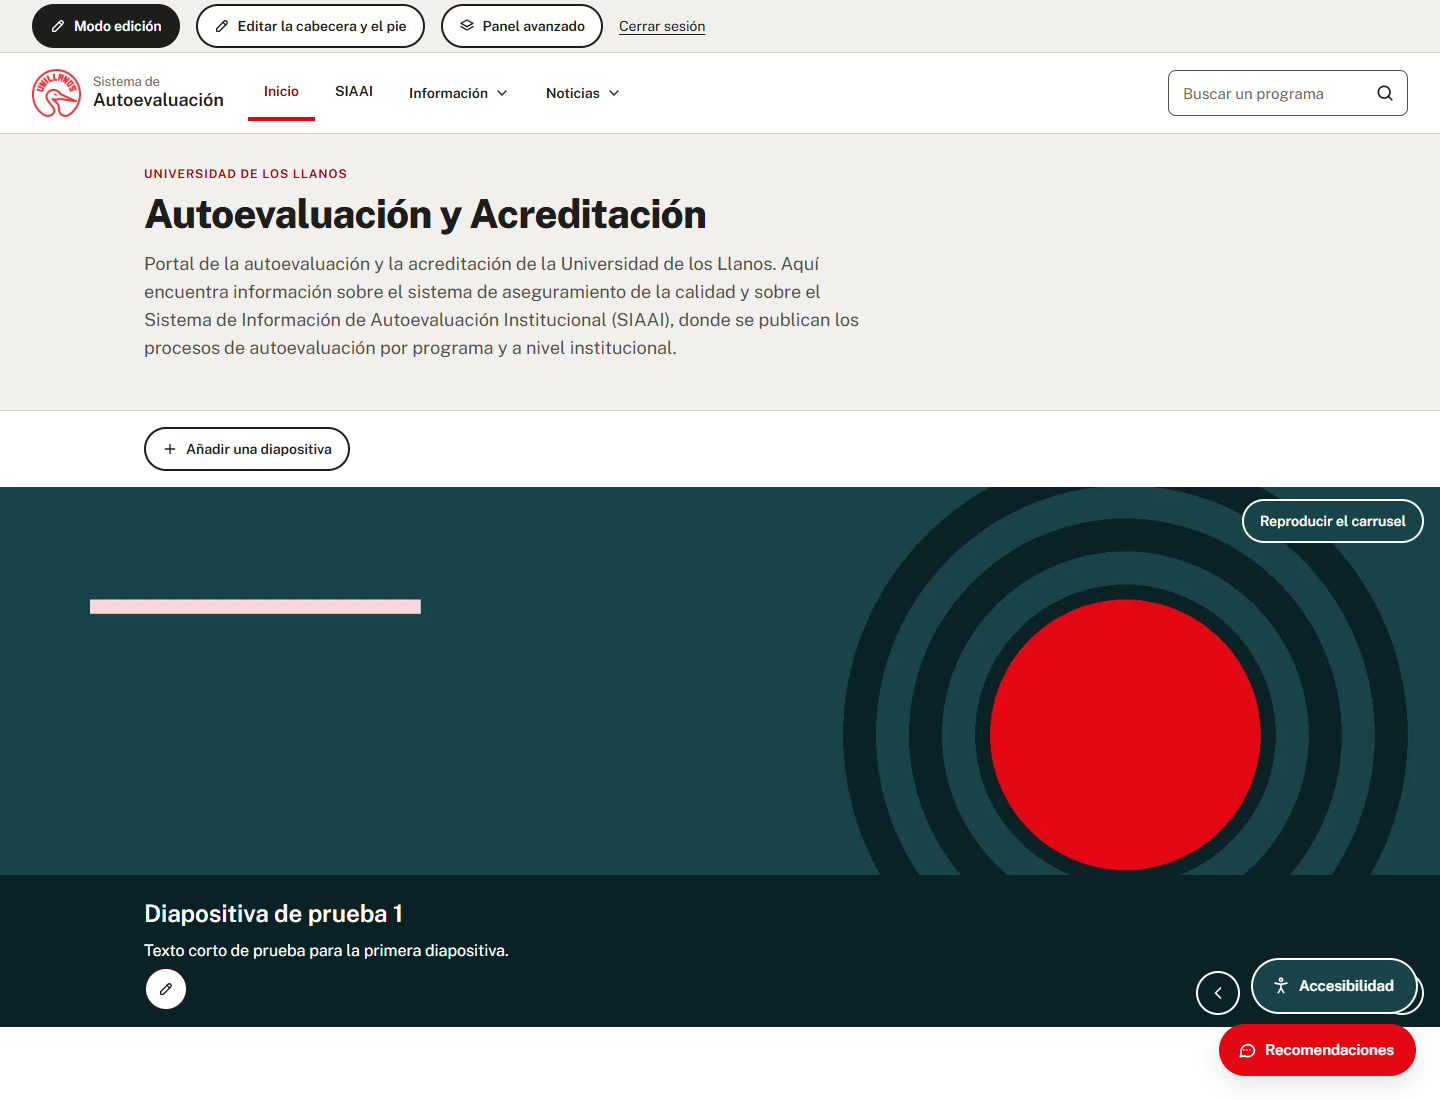 Modo edición
Editar la cabecera y el pie
Panel avanzado
Cerrar sesión
UNILLANOS
Sistema de
Autoevaluación
Inicio
SIAAI
Información
Noticias
Buscar un programa
UNIVERSIDAD DE LOS LLANOS
Autoevaluación y Acreditación
Portal de la autoevaluación y la acreditación de la Universidad de los Llanos. Aquí
encuentra información sobre el sistema de aseguramiento de la calidad y sobre el
Sistema de Información de Autoevaluación Institucional (SIAAI), donde se publican los
procesos de autoevaluación por programa y a nivel institucional.
Añadir una diapositiva
Reproducir el carrusel
Diapositiva de prueba 1
Texto corto de prueba para la primera diapositiva.
Accesibilidad
Recomendaciones